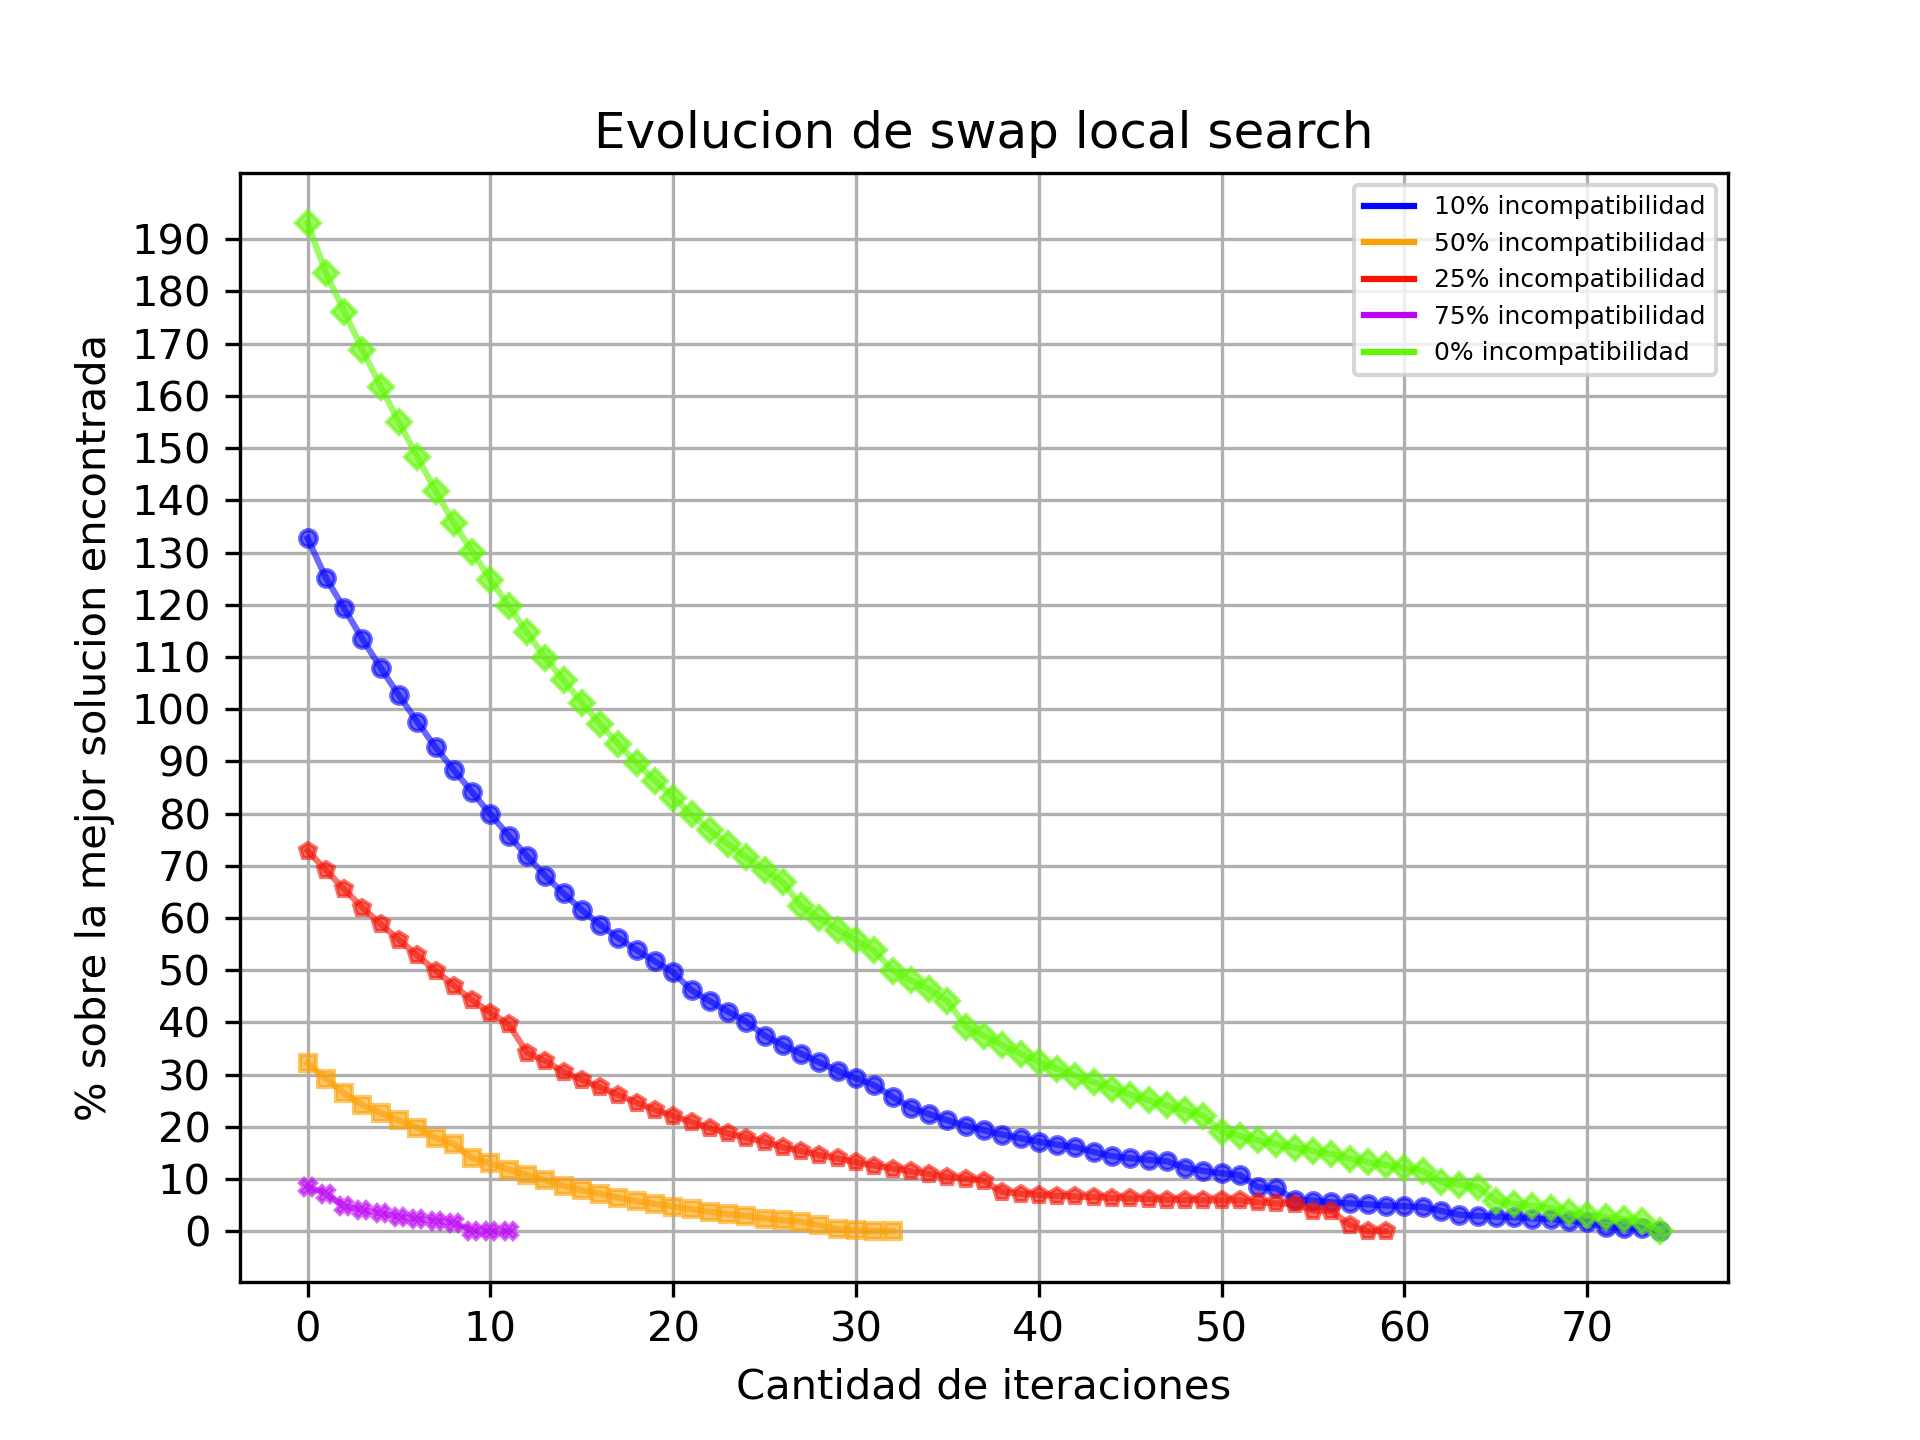 Evolucion de swap local search
10% incompatibilidad
50% incompatibilidad
25% incompatibilidad
75% incompatibilidad
0% incompatibilidad
% sobre la mejor solucion encontrada
190
180
170
160
150
140
130
120
110
100
90
80
70
60
50
40
30
20
10
0
0 10 20 30 40 50 60 70
Cantidad de iteraciones